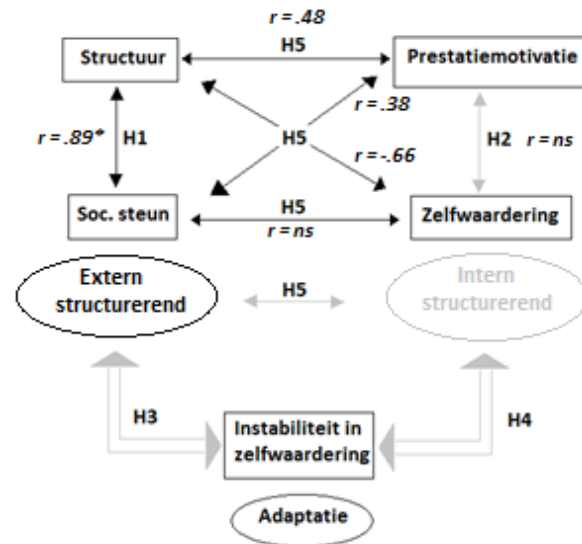 r = .48
Structuur
H5
Prestatiemotivatie
r = .38
r = .89*
H1
H5
H2
r = ns
r = -.66
Soc. steun
H5
r = ns
Zelfwaardering
Extern
structurerend
H5
Intern
structurerend
H3
Instabiliteit in
zelfwaardering
H4
Adaptatie